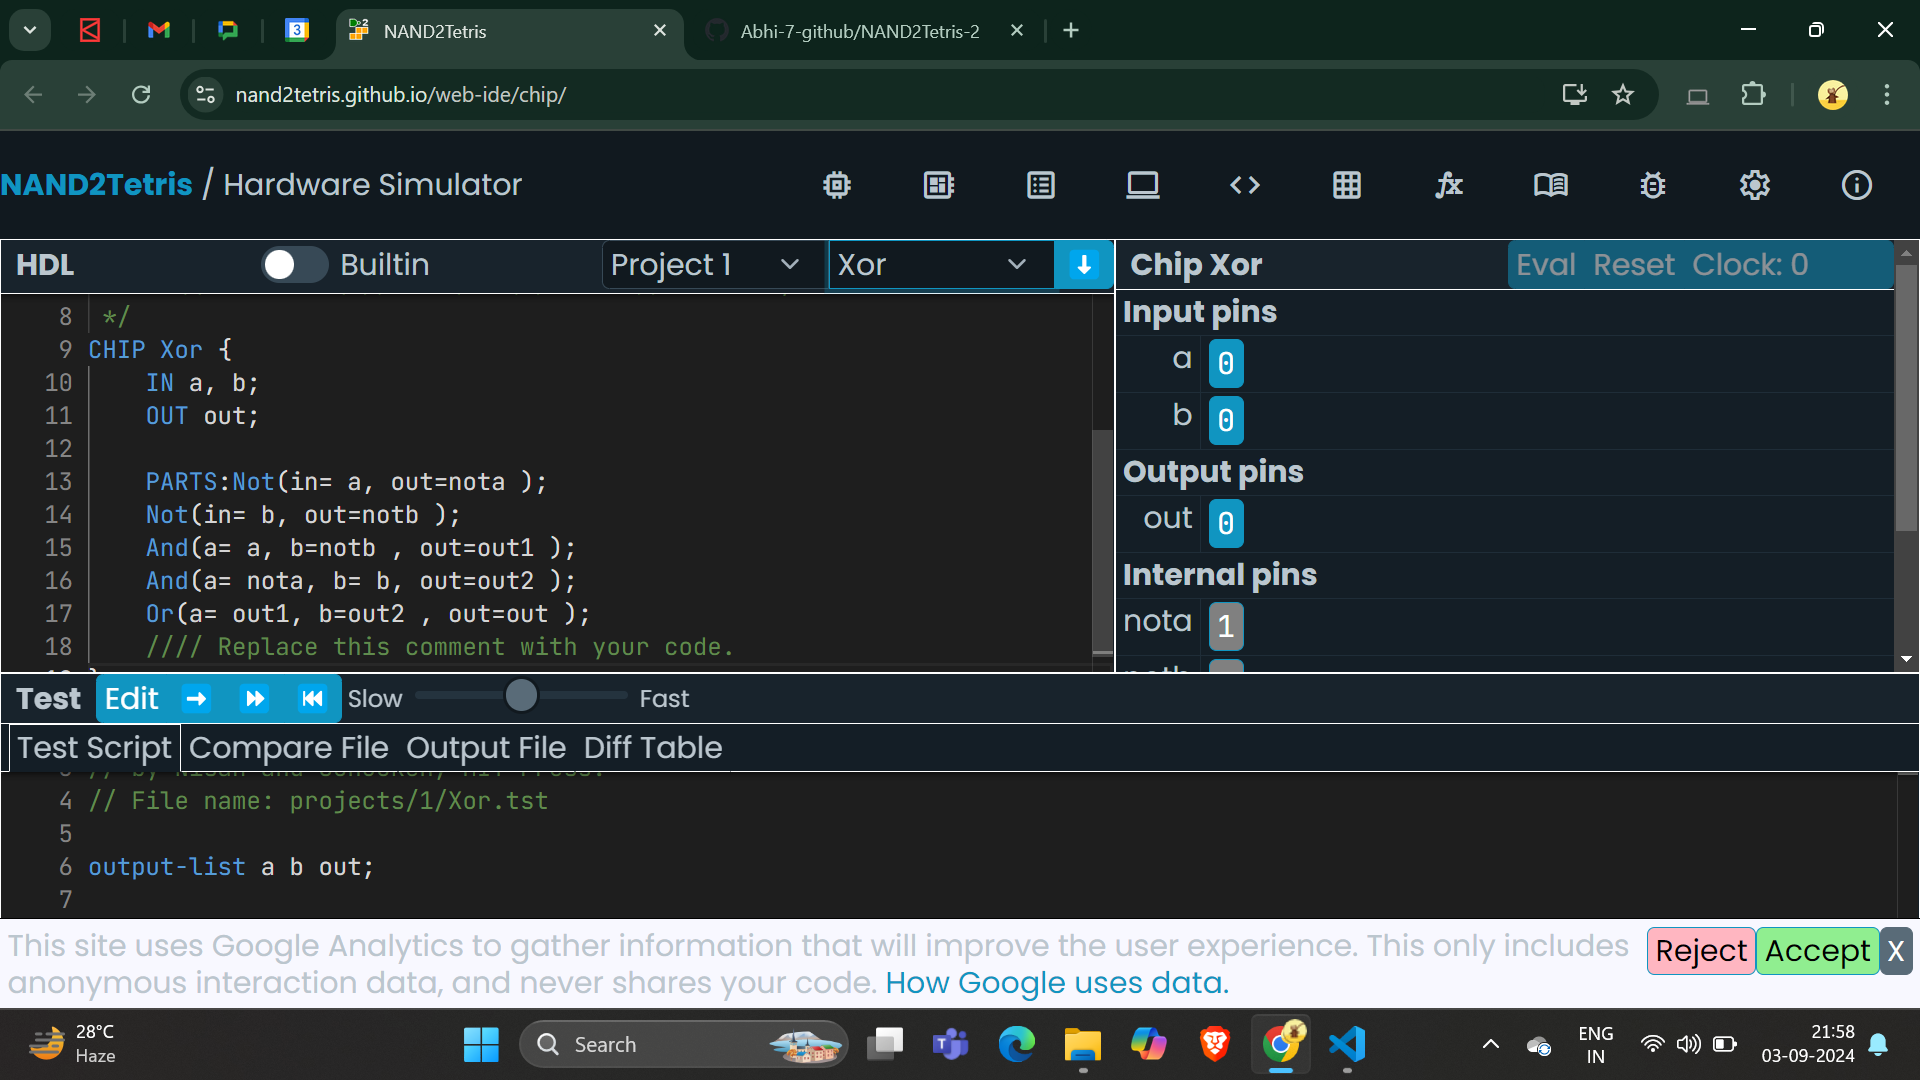 NAND2Tetris
Abhi-7-github/NAND2Tetris-2
nand2tetris.github.io/web-ide/chip/
NAND2Tetris / Hardware Simulator
HDL Builtin Project 1 Xor
8 */
9 CHIP Xor {
10 IN a, b;
11 OUT out;
12
13 PARTS:Not(in= a, out=nota );
14 Not(in= b, out=notb );
15 And(a= a, b=notb , out=out1 );
16 And(a= nota, b= b, out=out2 );
17 Or(a= out1, b=out2 , out=out );
18 //// Replace this comment with your code.
Chip Xor Eval Reset Clock: 0
Input pins
a 0
b 0
Output pins
out 0
Internal pins
nota 1
Test Edit Slow Fast
Test Script Compare File Output File Diff Table
4 // File name: projects/1/Xor.tst
5
6 output-list a b out;
7
This site uses Google Analytics to gather information that will improve the user experience. This only includes
anonymous interaction data, and never shares your code. How Google uses data.
Reject Accept X
28°C
Haze
Search
ENG
IN
21:58
03-09-2024